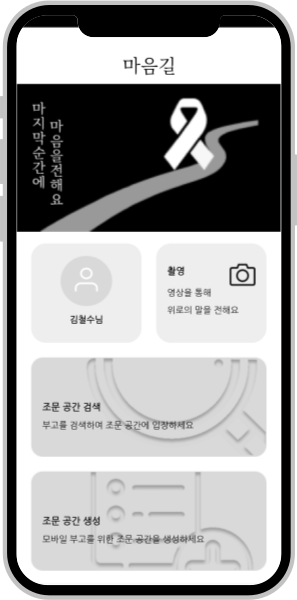 마음길
마지막순간에
마음을전해요
김철수님
촬영
영상을 통해
위로의 말을 전해요
조문 공간 검색
부고를 검색하여 조문 공간에 입장하세요
조문 공간 생성
모바일 부고를 위한 조문 공간을 생성하세요